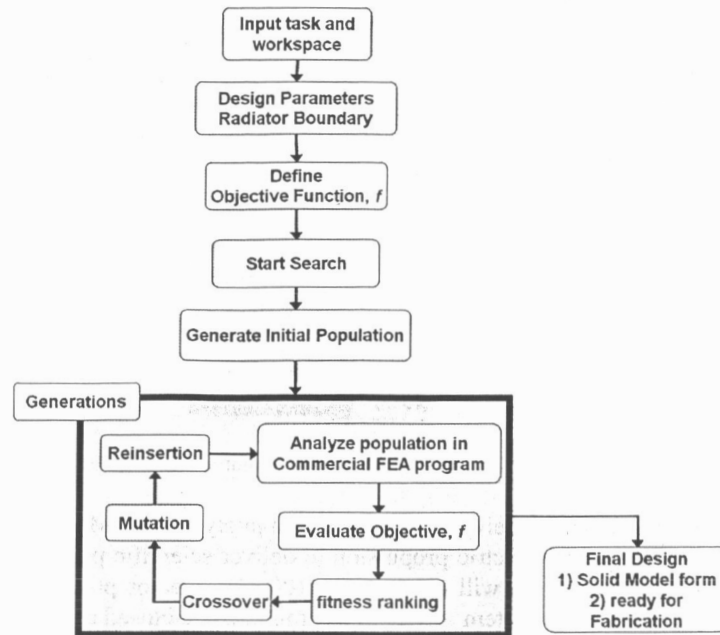 Input task and
workspace
Design Parameters
Radiator Boundary
Define
Objective Function, f
Start Search
Generate Initial Population
Generations
Reinsertion
Analyze population in
Commercial FEA program
Mutation
Evaluate Objective, f
Crossover
fitness ranking
Final Design
1) Solid Model form
2) ready for
Fabrication